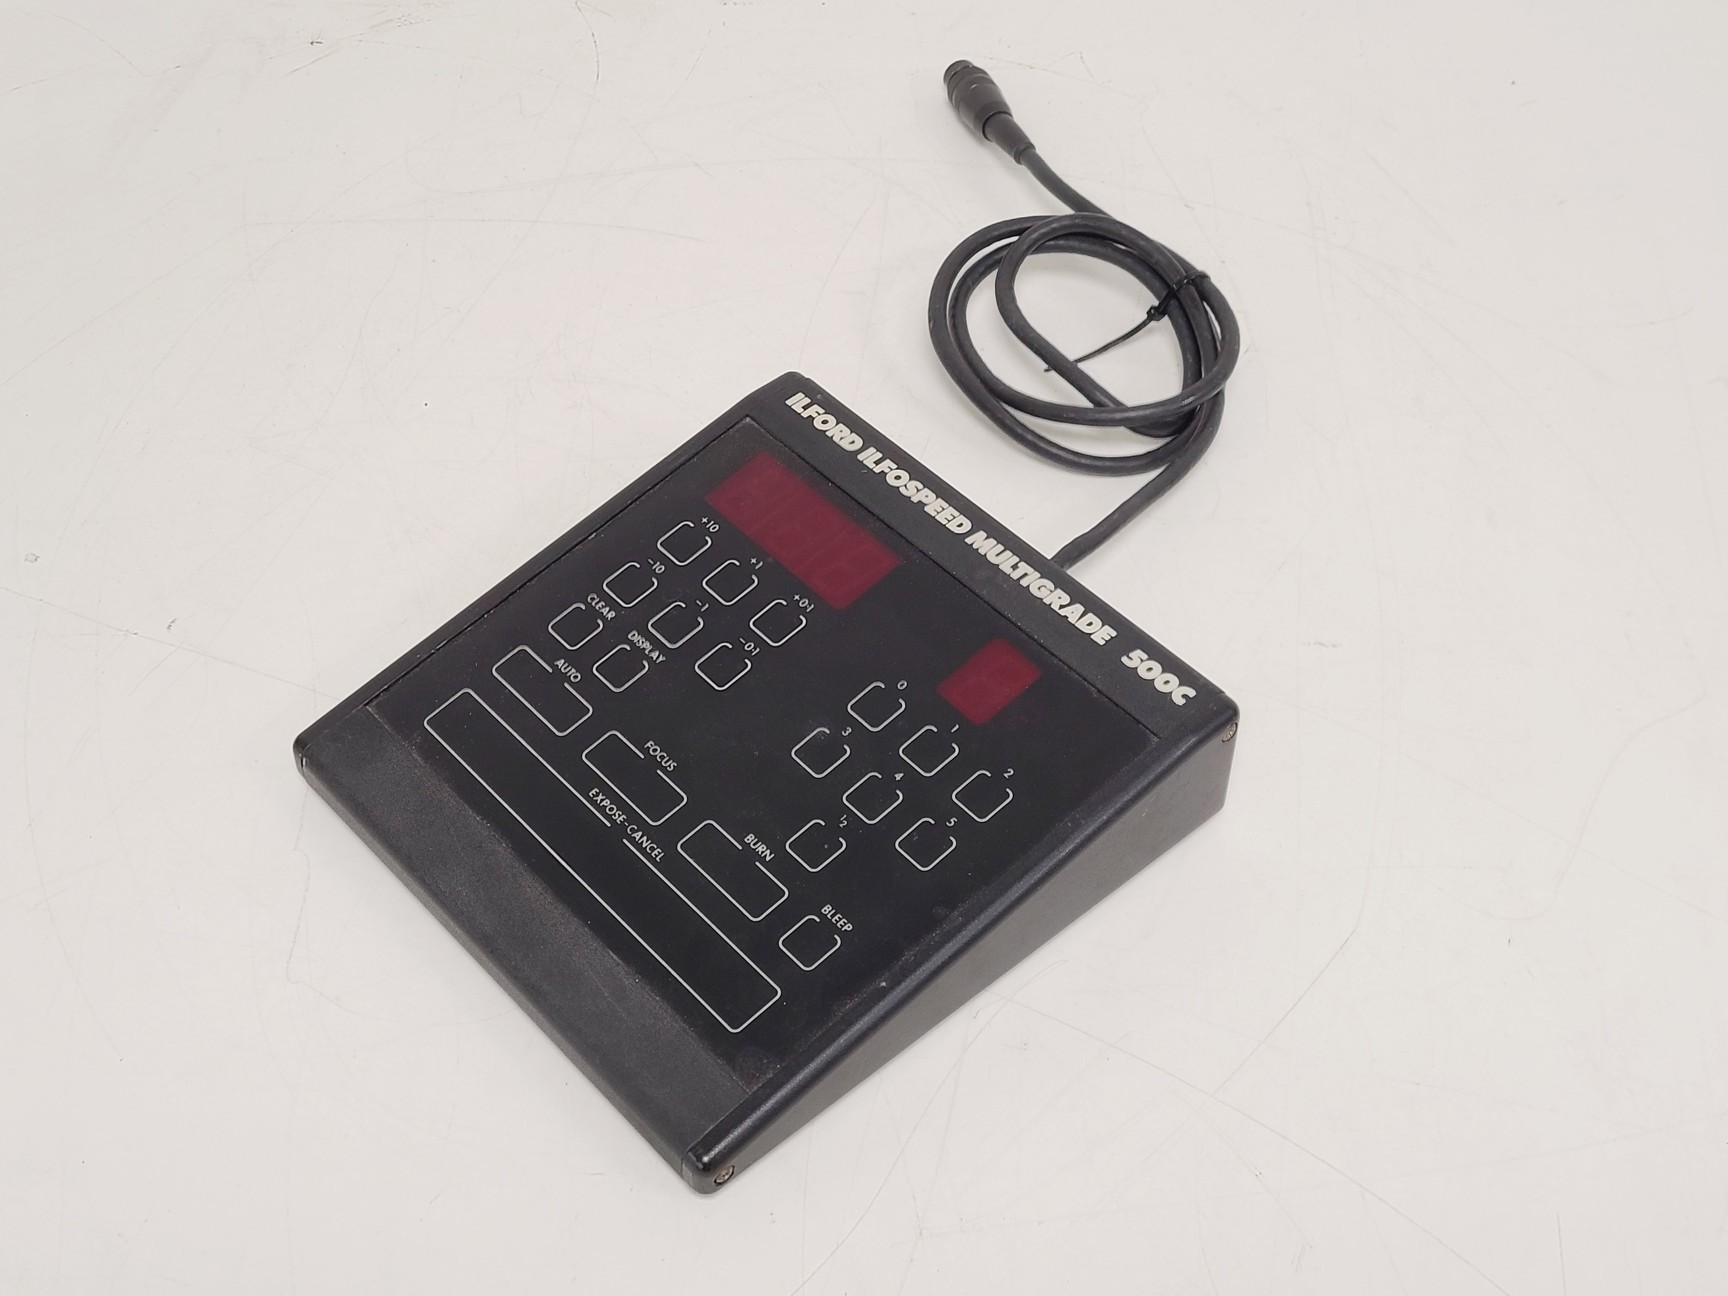 ILFORD ILFOSPEED MULTIGRADE 500C
+10
+1
+0·1
-10
-1
-0·1
CLEAR
DISPLAY
0
1
2
3
4
5
½
AUTO
FOCUS
BURN
BLEEP
EXPOSE-CANCEL